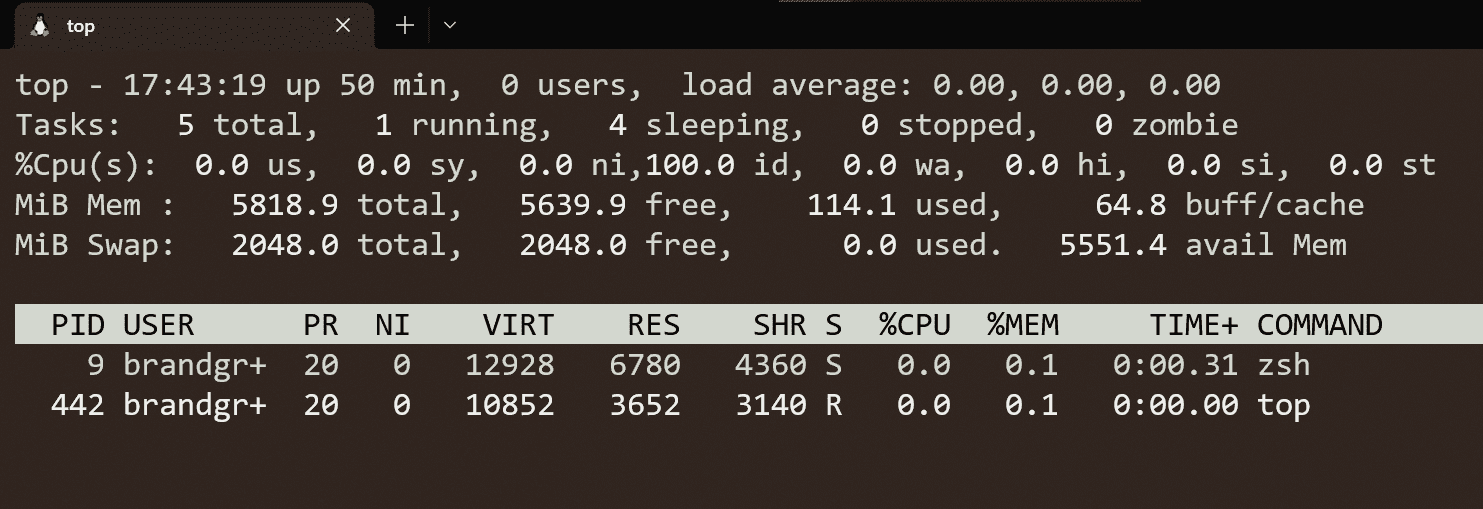 top
top - 17:43:19 up 50 min,  0 users,  load average: 0.00, 0.00, 0.00
Tasks:   5 total,   1 running,   4 sleeping,   0 stopped,   0 zombie
%Cpu(s):  0.0 us,  0.0 sy,  0.0 ni,100.0 id,  0.0 wa,  0.0 hi,  0.0 si,  0.0 st
MiB Mem :   5818.9 total,   5639.9 free,    114.1 used,     64.8 buff/cache
MiB Swap:   2048.0 total,   2048.0 free,      0.0 used.   5551.4 avail Mem
  PID USER      PR  NI    VIRT    RES    SHR S  %CPU  %MEM     TIME+ COMMAND
    9 brandgr+  20   0   12928   6780   4360 S   0.0   0.1   0:00.31 zsh
  442 brandgr+  20   0   10852   3652   3140 R   0.0   0.1   0:00.00 top